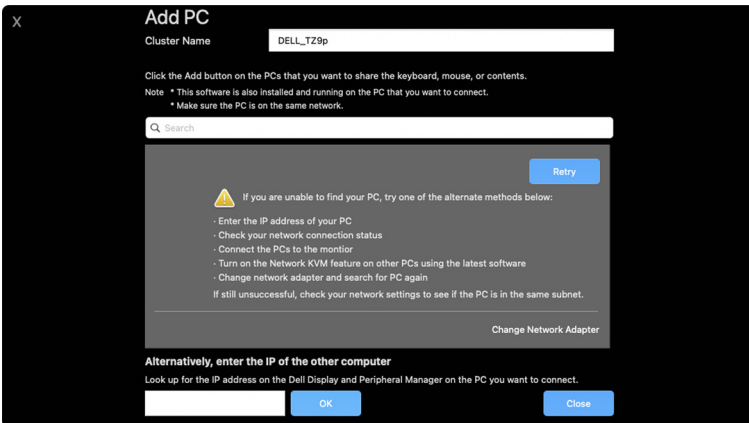 X
Add PC
Cluster Name
DELL_TZ9p
Click the Add button on the PCs that you want to share the keyboard, mouse, or contents.
Note * This software is also installed and running on the PC that you want to connect.
* Make sure the PC is on the same network.
Search
Retry
If you are unable to find your PC, try one of the alternate methods below:
· Enter the IP address of your PC
· Check your network connection status
· Connect the PCs to the montior
· Turn on the Network KVM feature on other PCs using the latest software
· Change network adapter and search for PC again
If still unsuccessful, check your network settings to see if the PC is in the same subnet.
Change Network Adapter
Alternatively, enter the IP of the other computer
Look up for the IP address on the Dell Display and Peripheral Manager on the PC you want to connect.
OK
Close